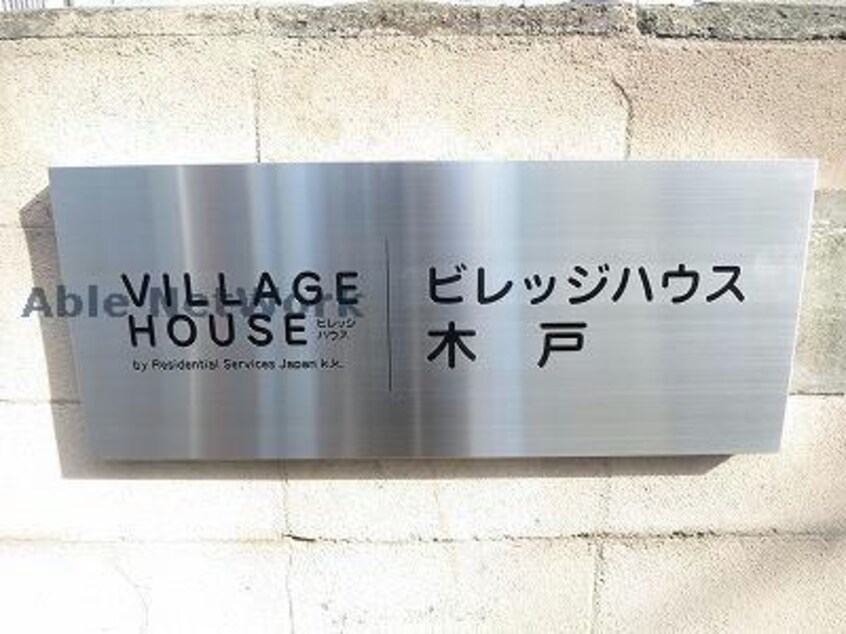 VILLAGE
HOUSE ビレッジ
ハウス
by Residential Services Japan k.k.
ビレッジハウス
木 戸
Able Network